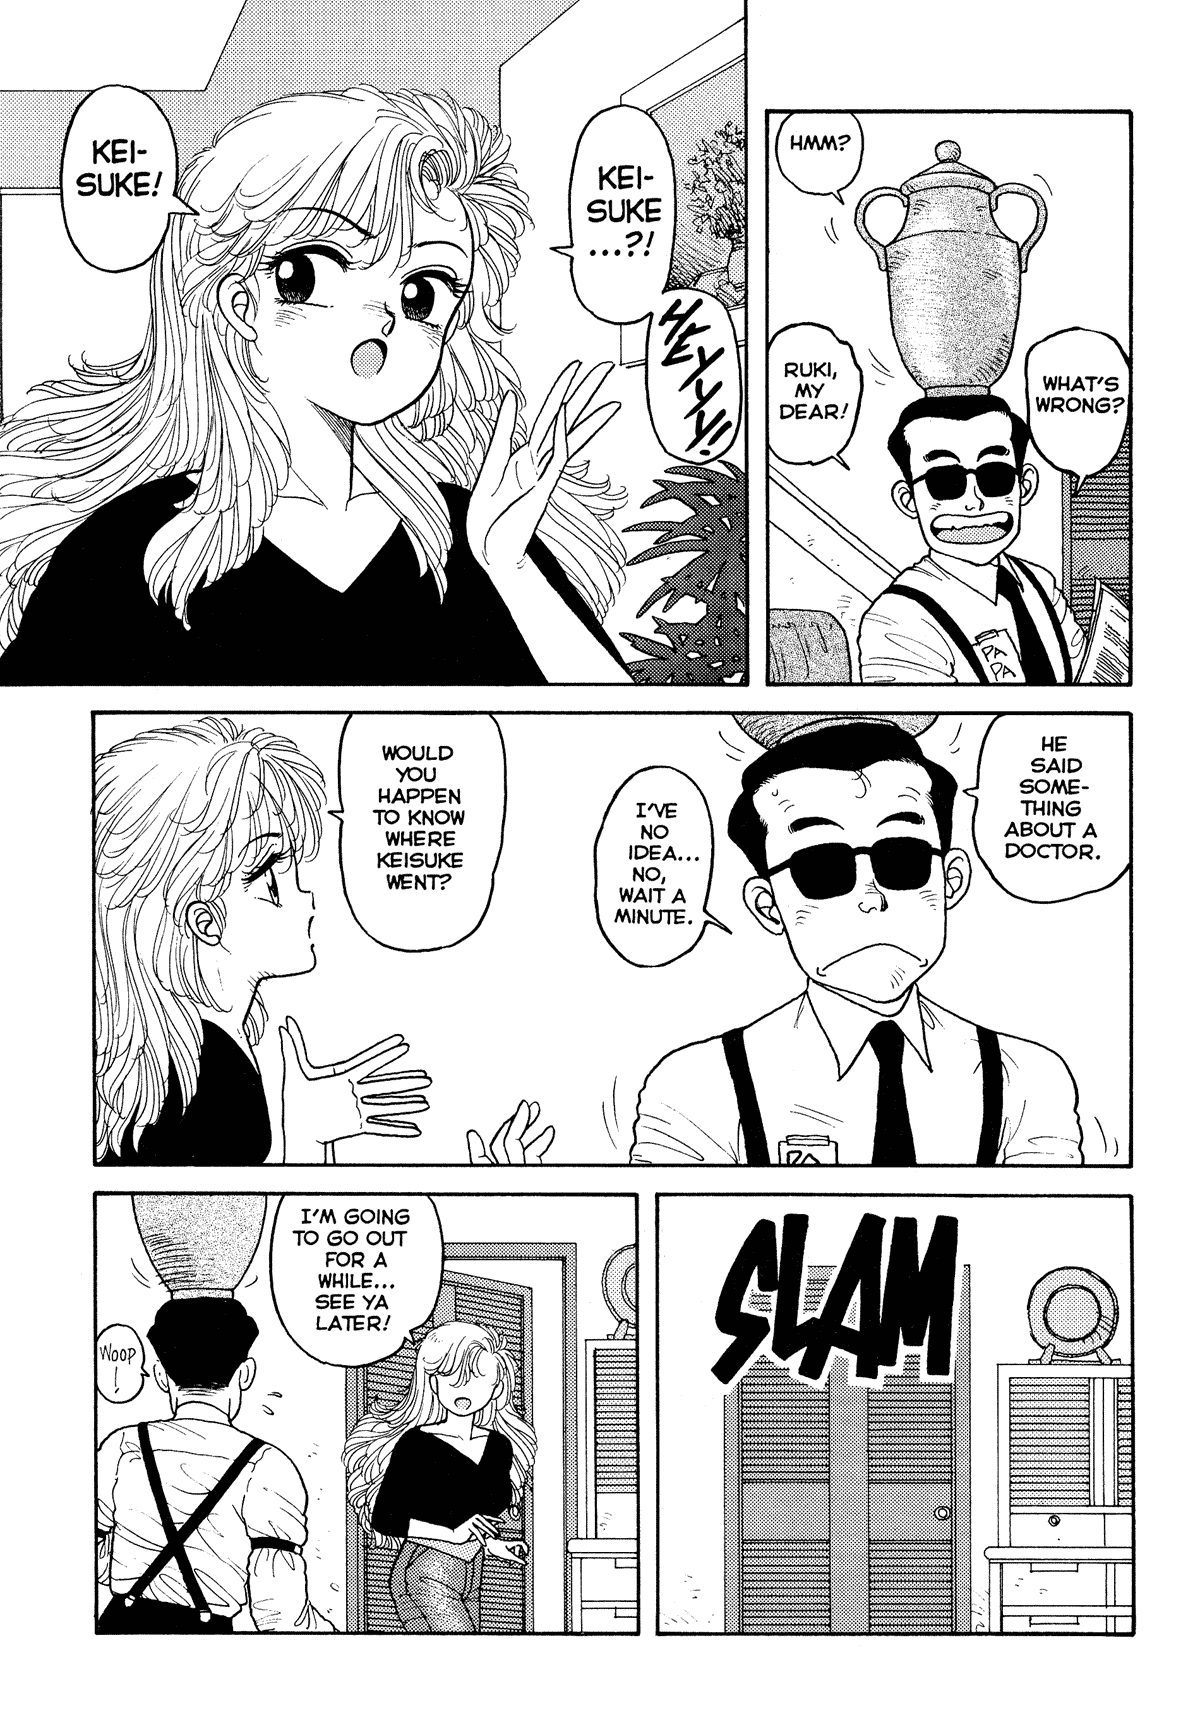 KEI-
SUKE!
KEI-
SUKE
...?!
HEYYYY!!
HMM?
RUKI,
MY
DEAR!
WHAT'S
WRONG?
PA
PA
WOULD
YOU
HAPPEN
TO KNOW
WHERE
KEISUKE
WENT?
I'VE
NO
IDEA...
NO,
WAIT A
MINUTE.
HE
SAID
SOME-
THING
ABOUT A
DOCTOR.
PA
I'M GOING
TO GO OUT
FOR A
WHILE...
SEE YA
LATER!
WOOP
!
SLAM